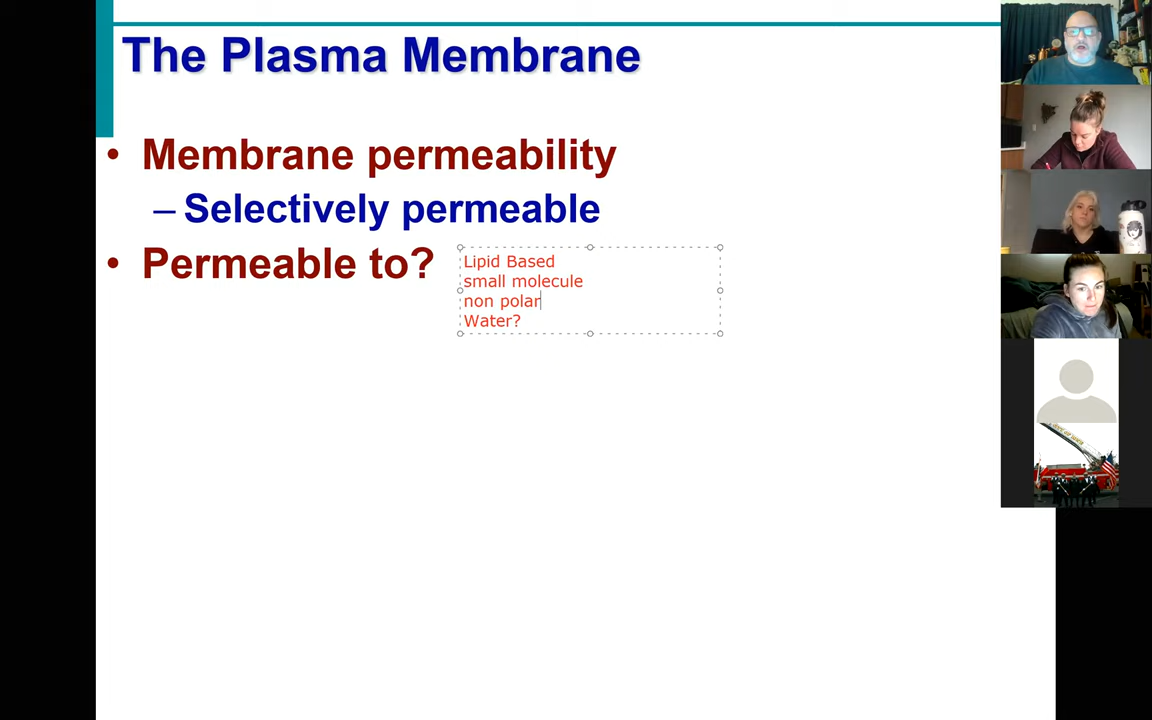 The Plasma Membrane
• Membrane permeability
– Selectively permeable
• Permeable to?
Lipid Based
small molecule
non polar
Water?